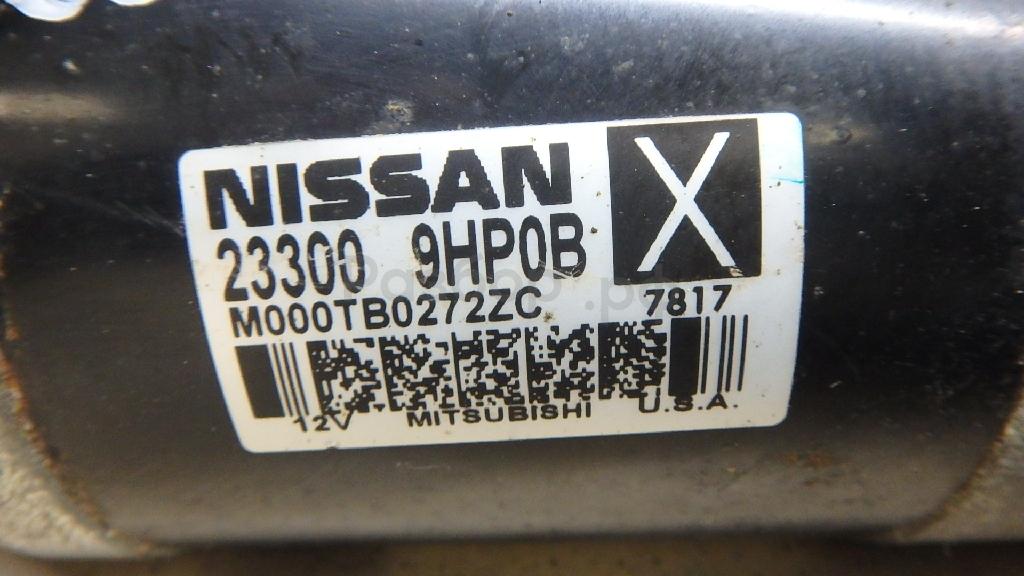 NISSAN X
23300 9HP0B
M000TB0272ZC 7817
12V MITSUBISHI U.S.A.